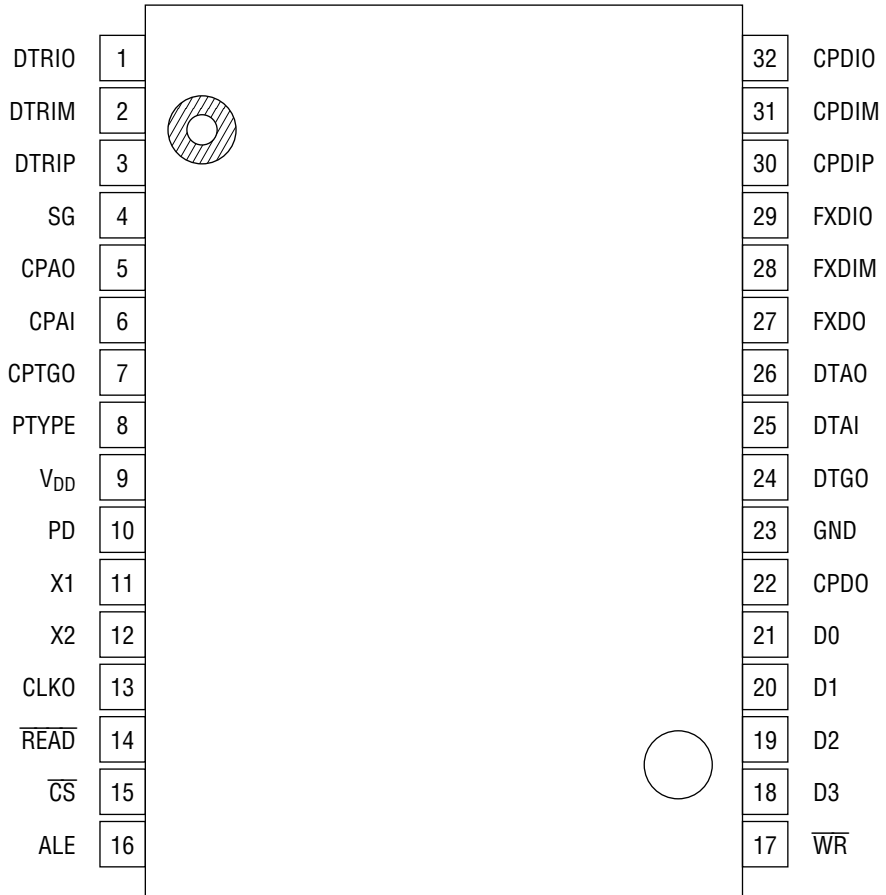 DTRIO 1 32 CPDIO
DTRIM 2 31 CPDIM
DTRIP 3 30 CPDIP
SG 4 29 FXDIO
CPAO 5 28 FXDIM
CPAI 6 27 FXDO
CPTGO 7 26 DTAO
PTYPE 8 25 DTAI
VDD 9 24 DTGO
PD 10 23 GND
X1 11 22 CPDO
X2 12 21 D0
CLKO 13 20 D1
R̅E̅A̅D̅ 14 19 D2
C̅S̅ 15 18 D3
ALE 16 17 W̅R̅